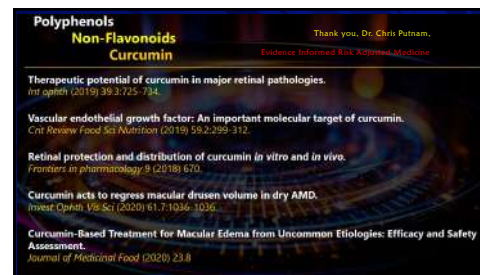 Polyphenols
Non-Flavonoids
Curcumin
Thank you, Dr. Chris Putnam,
Evidence Informed Risk Adjusted Medicine
Therapeutic potential of curcumin in major retinal pathologies.
Int ophth (2019) 39.3:725-734.
Vascular endothelial growth factor: An important molecular target of curcumin.
Crit Review Food Sci Nutrition (2019) 59.2:299-312.
Retinal protection and distribution of curcumin in vitro and in vivo.
Frontiers in pharmacology 9 (2018) 670.
Curcumin acts to regress macular drusen volume in dry AMD.
Invest Ophth Vis Sci (2020) 61.7:1036-1036.
Curcumin-Based Treatment for Macular Edema from Uncommon Etiologies: Efficacy and Safety
Assessment.
Journal of Medicinal Food (2020) 23.8